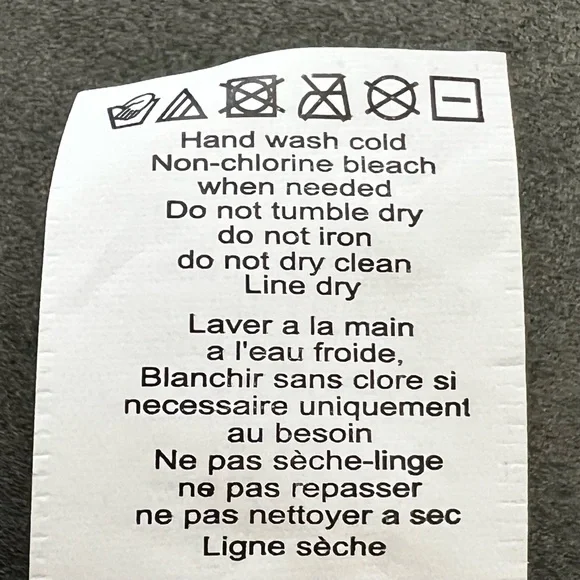 Hand wash cold
Non-chlorine bleach
when needed
Do not tumble dry
do not iron
do not dry clean
Line dry
Laver a la main
a l'eau froide,
Blanchir sans clore si
necessaire uniquement
au besoin
Ne pas sèche-linge
ne pas repasser
ne pas nettoyer a sec
Ligne sèche